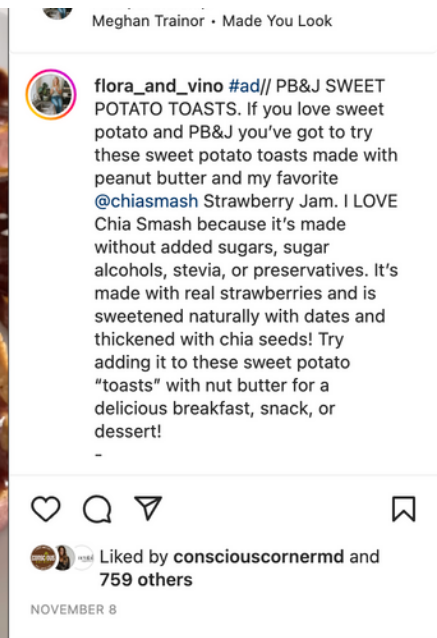 Meghan Trainor • Made You Look
flora_and_vino #ad// PB&J SWEET
POTATO TOASTS. If you love sweet
potato and PB&J you’ve got to try
these sweet potato toasts made with
peanut butter and my favorite
@chiasmash Strawberry Jam. I LOVE
Chia Smash because it’s made
without added sugars, sugar
alcohols, stevia, or preservatives. It’s
made with real strawberries and is
sweetened naturally with dates and
thickened with chia seeds! Try
adding it to these sweet potato
“toasts” with nut butter for a
delicious breakfast, snack, or
dessert!
-
Liked by consciouscornermd and
759 others
NOVEMBER 8